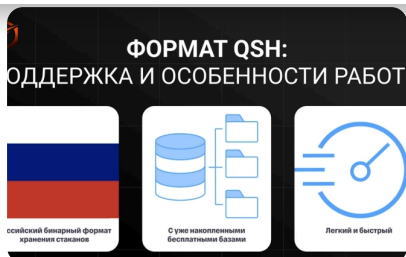 ФОРМАТ QSH:
ОДДЕРЖКА И ОСОБЕННОСТИ РАБОТ
ссийский бинарный формат
хранения стаканов
С уже накопленными
бесплатными базами
Легкий и быстрый